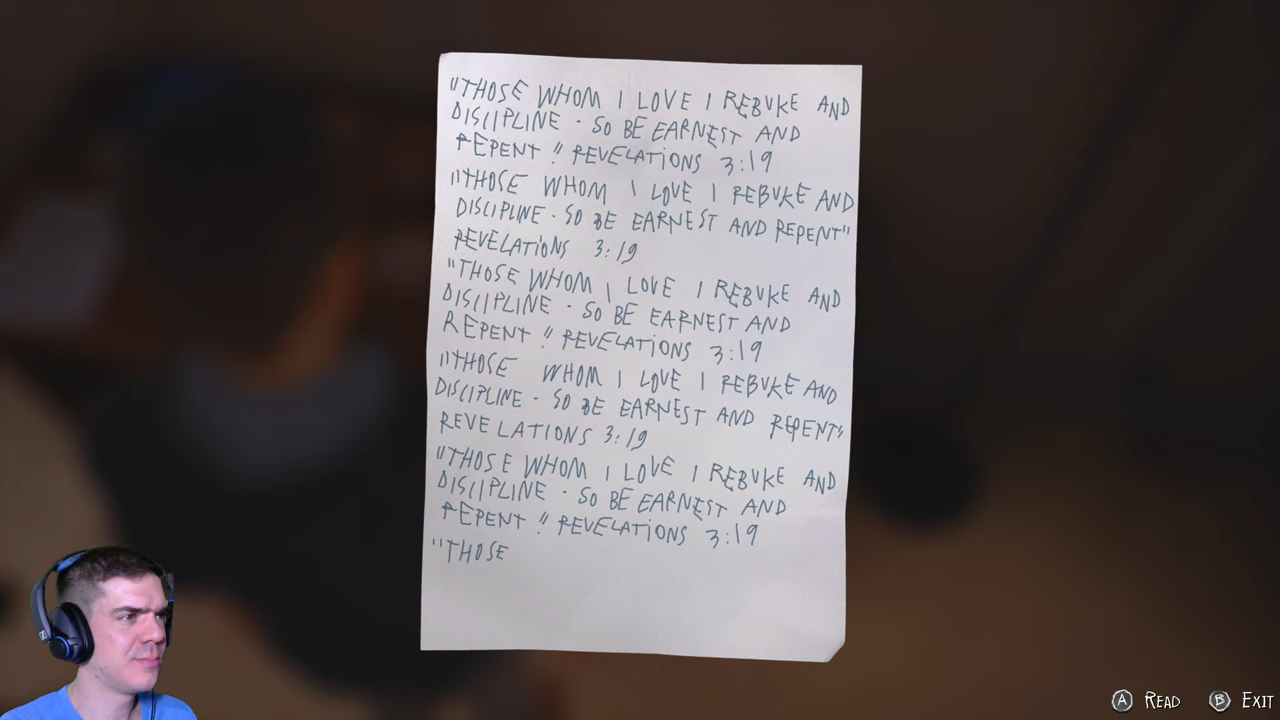 "THOSE WHOM I LOVE I REBUKE AND
DISCIPLINE - SO BE EARNEST AND
REPENT!" REVELATIONS 3:19
"THOSE WHOM I LOVE I REBUKE AND
DISCIPLINE - SO BE EARNEST AND REPENT"
REVELATIONS 3:19
"THOSE WHOM I LOVE I REBUKE AND
DISCIPLINE - SO BE EARNEST AND
REPENT!" REVELATIONS 3:19
"THOSE WHOM I LOVE I REBUKE AND
DISCIPLINE - SO BE EARNEST AND REPENT"
REVELATIONS 3:19
"THOSE WHOM I LOVE I REBUKE AND
DISCIPLINE - SO BE EARNEST AND
REPENT!" REVELATIONS 3:19
"THOSE
A READ B EXIT